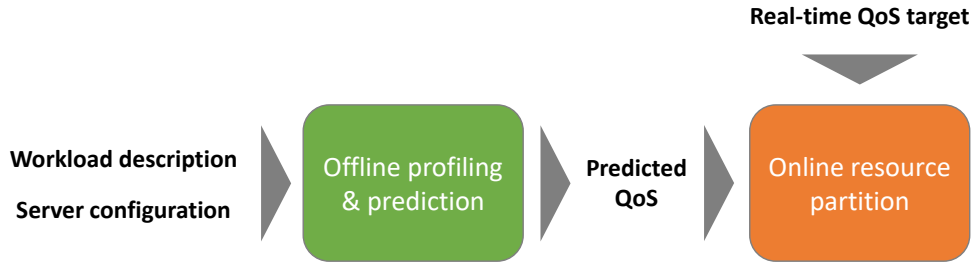 Real-time QoS target
Workload description
Server configuration
Offline profiling
& prediction
Predicted
QoS
Online resource
partition